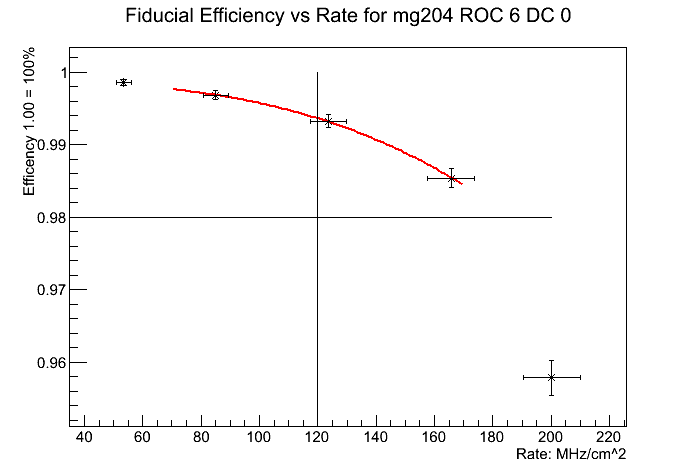 Fiducial Efficiency vs Rate for mg204 ROC 6 DC 0
Efficency 1.00 = 100%
1
0.99
0.98
0.97
0.96
40 60 80 100 120 140 160 180 200 220
Rate: MHz/cm^2